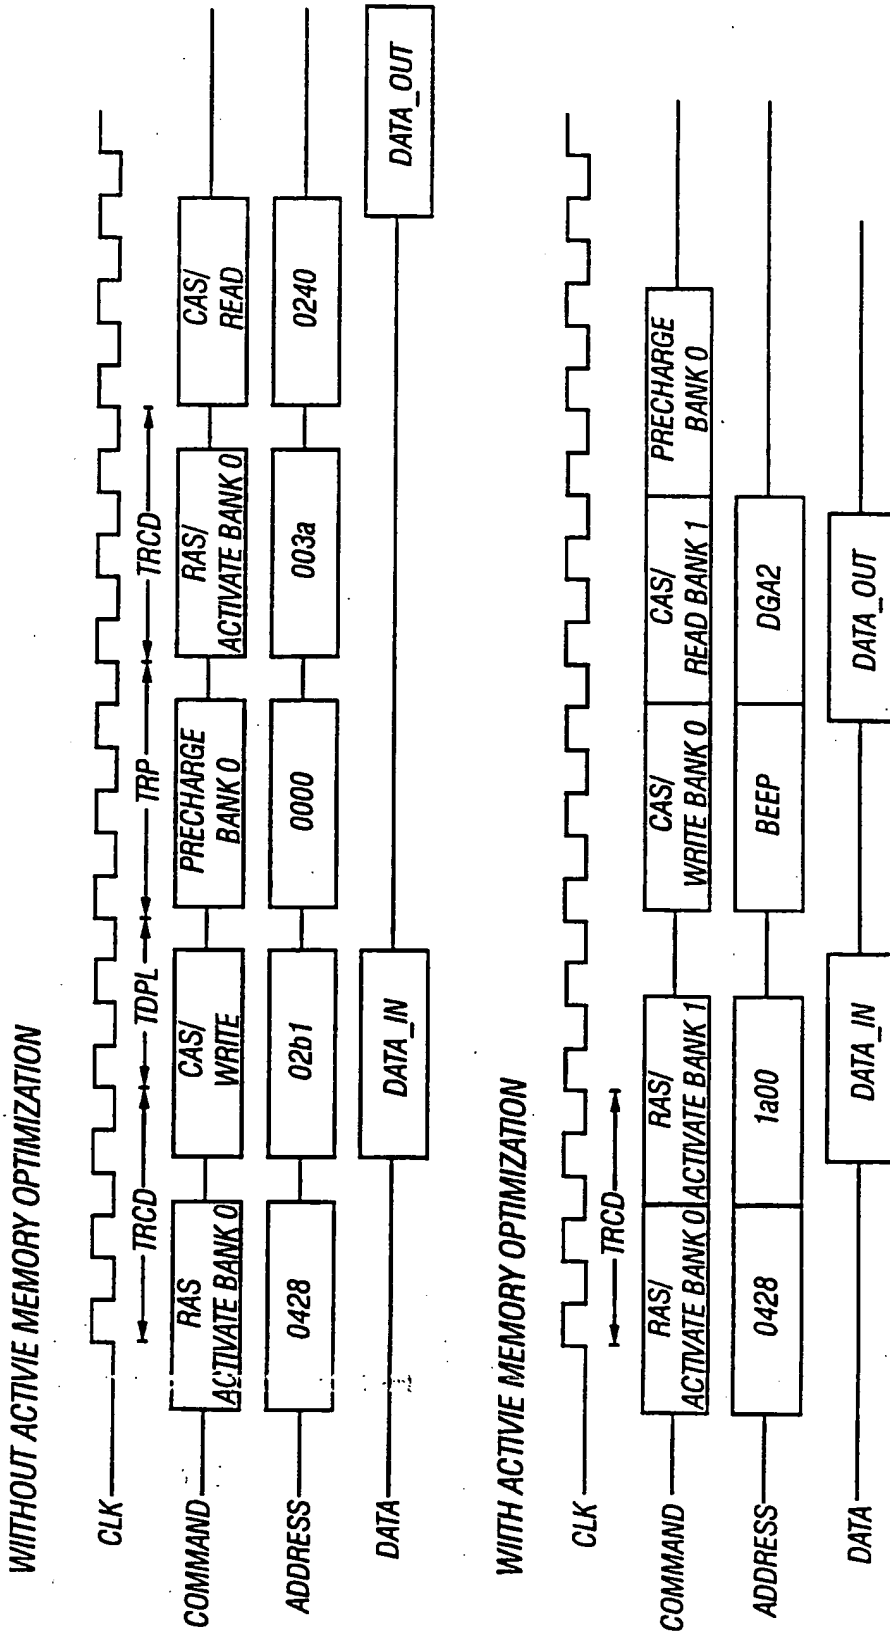 WIITHOUT ACTIVIE MEMORY OPTIMIZATION
CLK
TRCD
TDPL
TRP
TRCD
COMMAND
RAS
ACTIVATE BANK 0
CAS/
WRITE
PRECHARGE
BANK 0
RAS/
ACTIVATE BANK 0
CAS/
READ
ADDRESS
0428
02b1
0000
003a
0240
DATA
DATA_IN
DATA_OUT
WIITH ACTIVIE MEMORY OPTIMIZATION
CLK
TRCD
COMMAND
RAS/
ACTIVATE BANK 0
RAS/
ACTIVATE BANK 1
CAS/
WRITE BANK 0
CAS/
READ BANK 1
PRECHARGE
BANK 0
ADDRESS
0428
1a00
BEEP
DGA2
DATA
DATA_IN
DATA_OUT